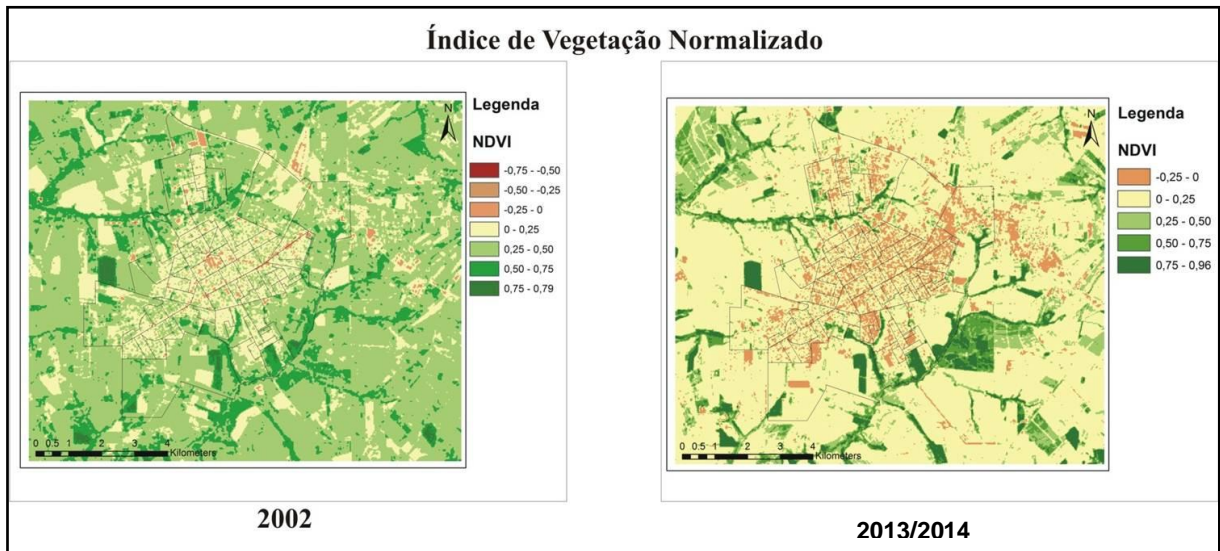 Índice de Vegetação Normalizado
N
Legenda
NDVI
-0,75 - -0,50
-0,50 - -0,25
-0,25 - 0
0 - 0,25
0,25 - 0,50
0,50 - 0,75
0,75 - 0,79
0 0.5 1 2 3 4
Kilometers
2002
N
Legenda
NDVI
-0,25 - 0
0 - 0,25
0,25 - 0,50
0,50 - 0,75
0,75 - 0,96
0 0.5 1 2 3 4
Kilometers
2013/2014